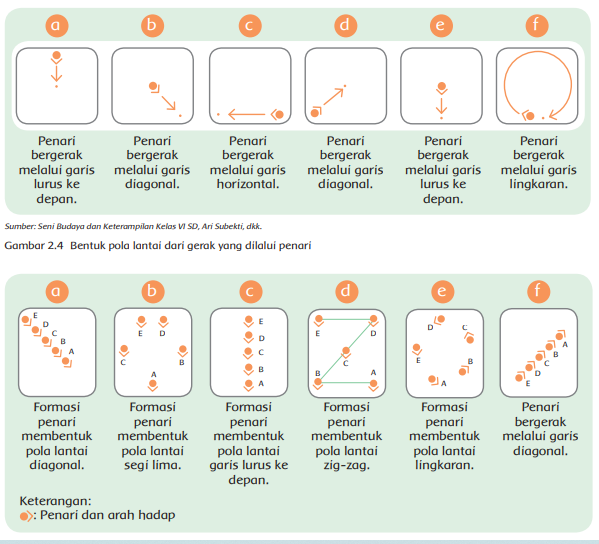 a b c d e f
Penari bergerak melalui garis lurus ke depan.
Penari bergerak melalui garis diagonal.
Penari bergerak melalui garis horizontal.
Penari bergerak melalui garis diagonal.
Penari bergerak melalui garis lurus ke depan.
Penari bergerak melalui garis lingkaran.
Sumber: Seni Budaya dan Keterampilan Kelas VI SD, Ari Subekti, dkk.
Gambar 2.4 Bentuk pola lantai dari gerak yang dilalui penari
a b c d e f
E
D
C
B
A
E D
C B
A
E
D
C
B
A
E D
C
B A
D C
E B
A
A
B
C
D
E
Formasi penari membentuk pola lantai diagonal.
Formasi penari membentuk pola lantai segi lima.
Formasi penari membentuk pola lantai garis lurus ke depan.
Formasi penari membentuk pola lantai zig-zag.
Formasi penari membentuk pola lantai lingkaran.
Penari bergerak melalui garis diagonal.
Keterangan:
: Penari dan arah hadap